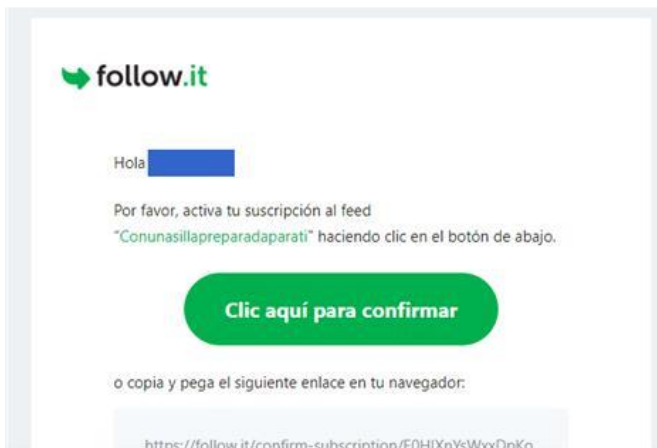 follow.it
Hola
Por favor, activa tu suscripción al feed
"Conunasillapreparadaparati" haciendo clic en el botón de abajo.
Clic aquí para confirmar
o copia y pega el siguiente enlace en tu navegador: